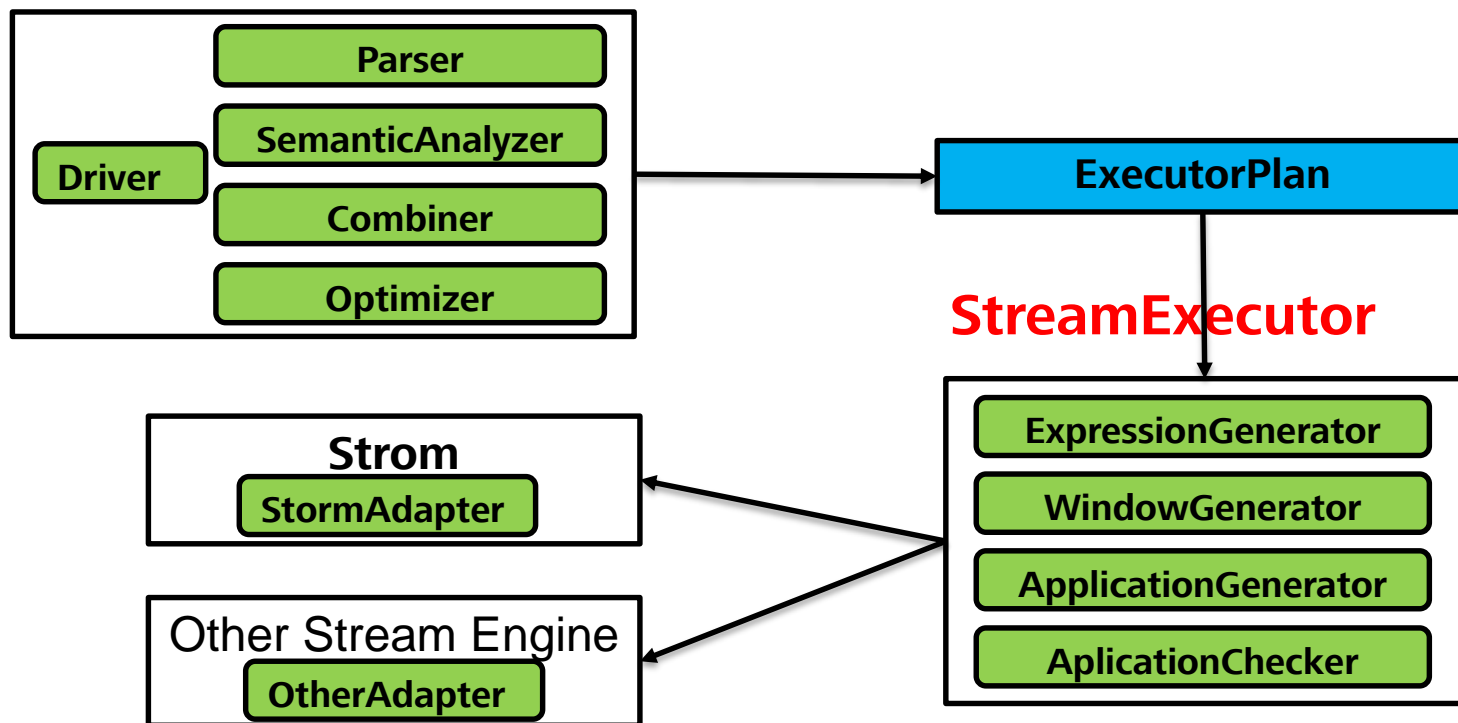 Parser
SemanticAnalyzer
Driver
Combiner
Optimizer
ExecutorPlan
StreamExecutor
ExpressionGenerator
WindowGenerator
ApplicationGenerator
AplicationChecker
Strom
StormAdapter
Other Stream Engine
OtherAdapter